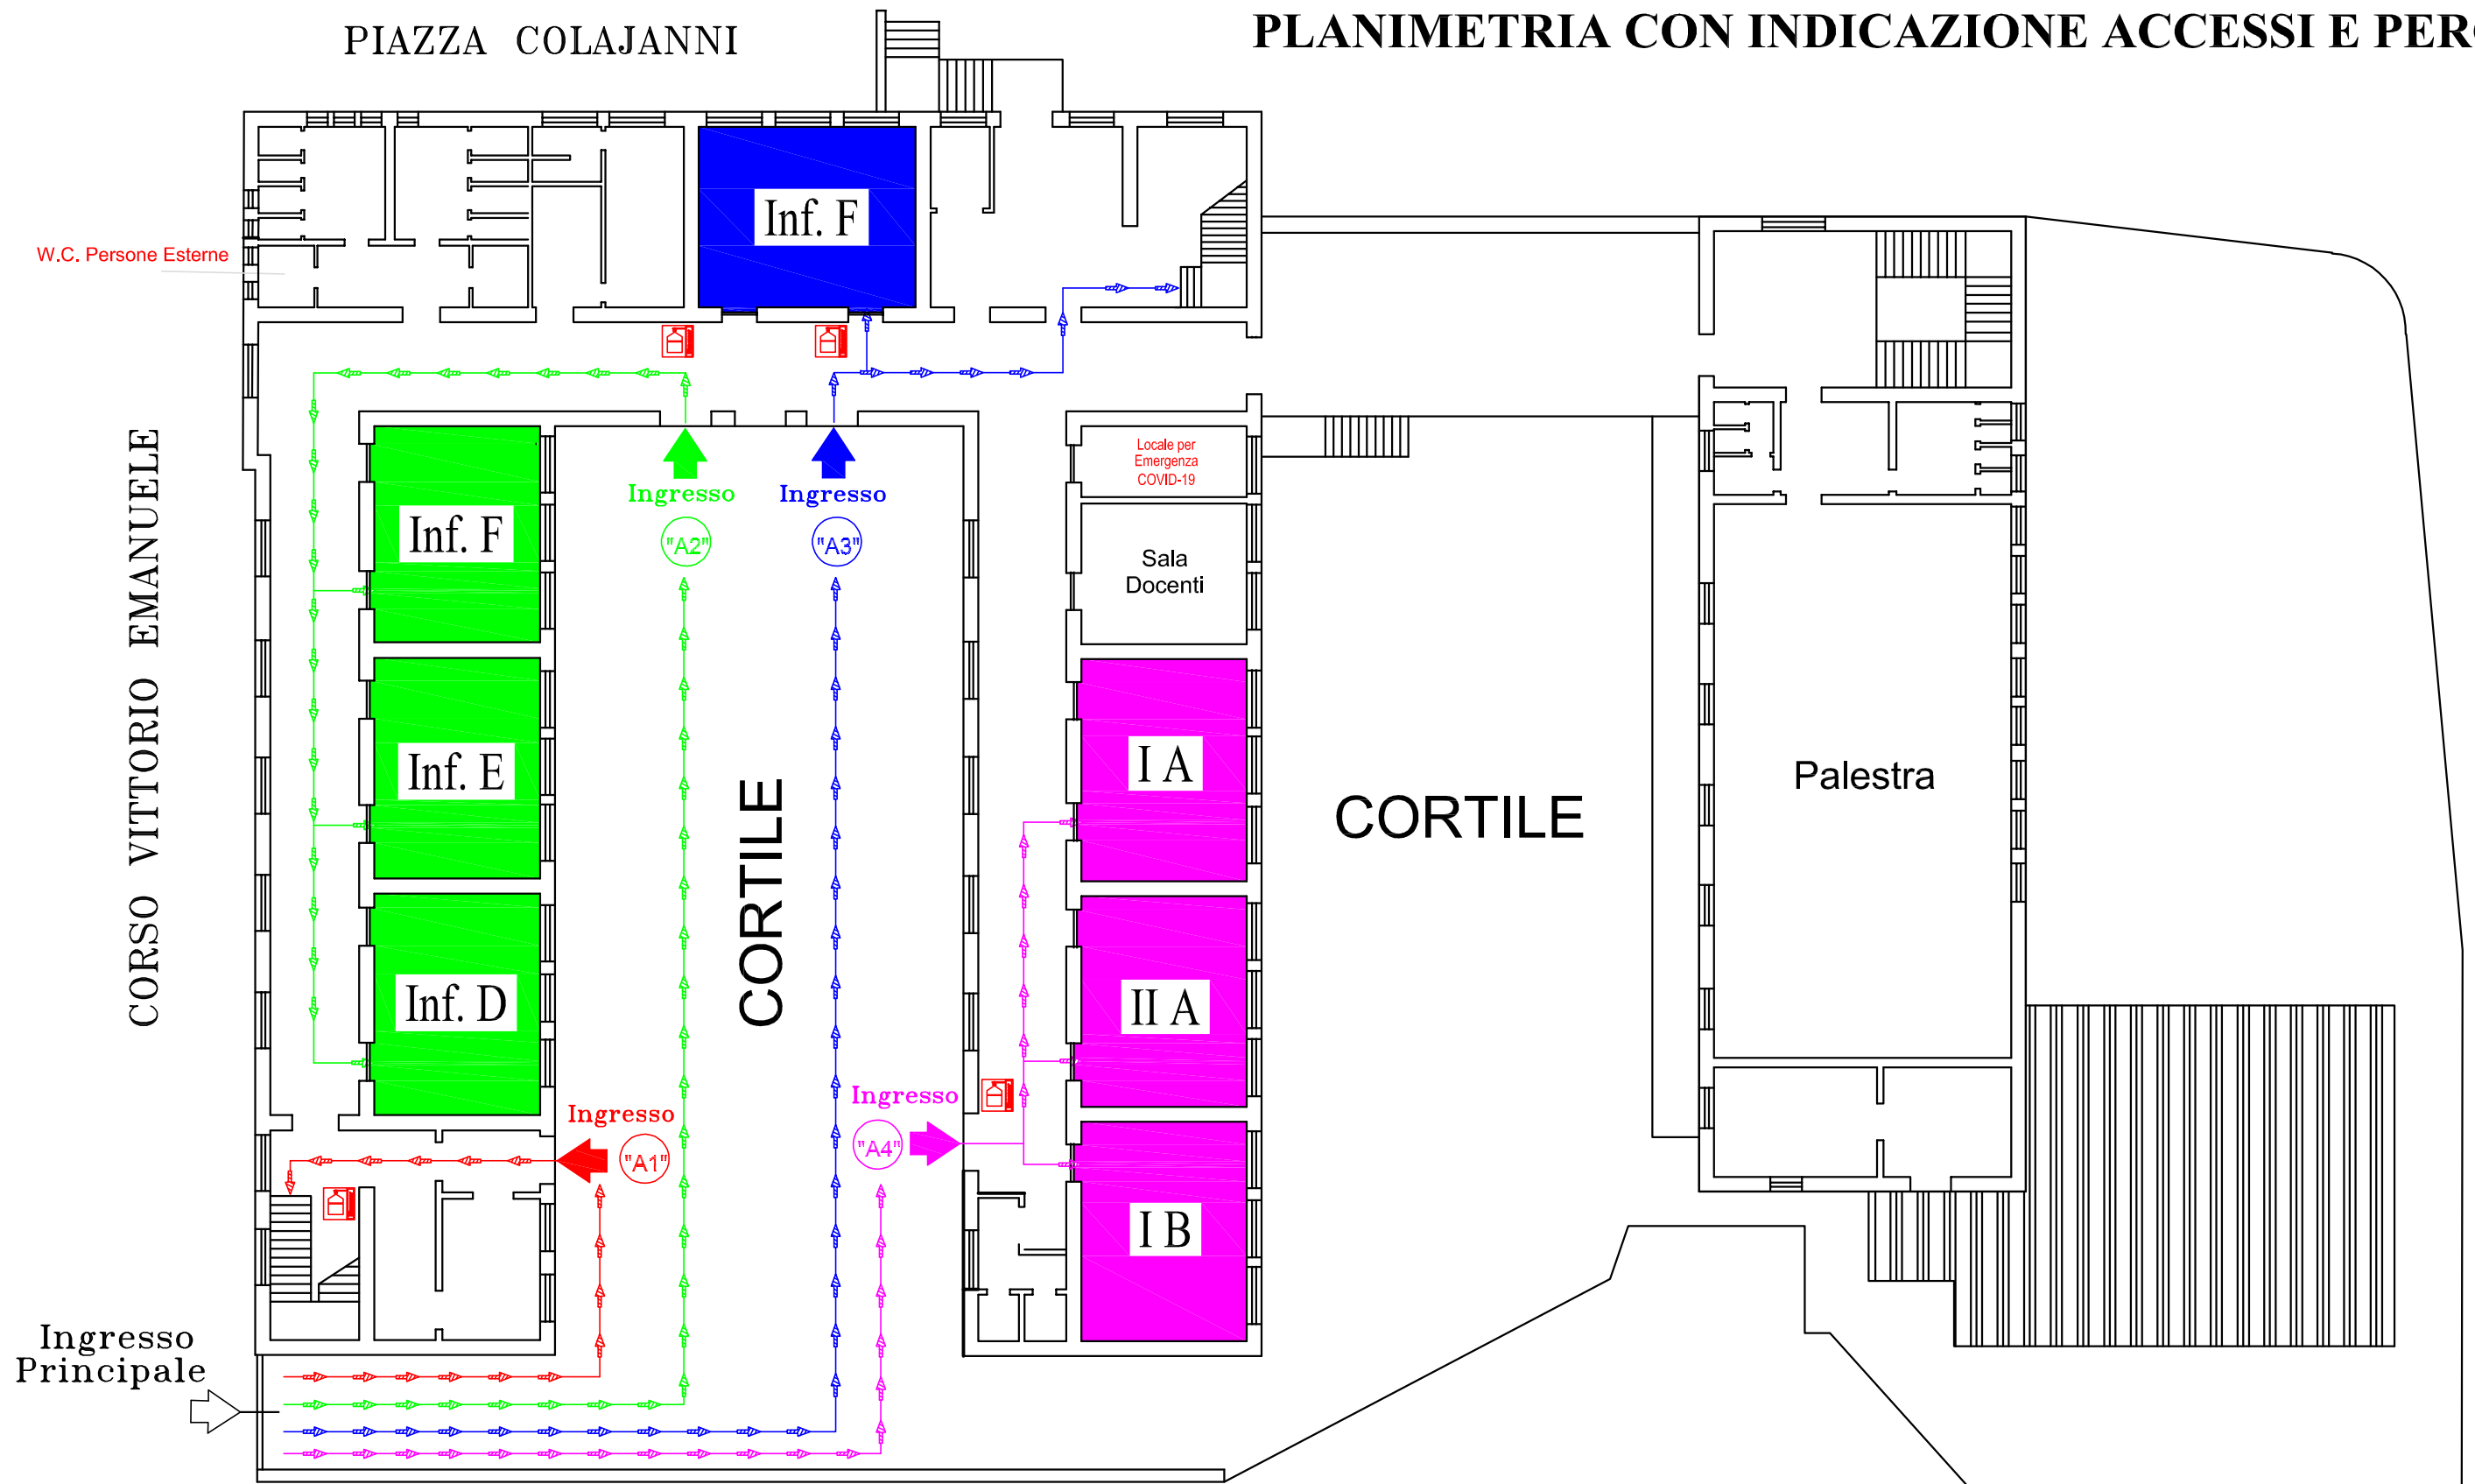 PIAZZA COLAJANNI
PLANIMETRIA CON INDICAZIONE ACCESSI E
Inf. F
W.C. Persone Esterne
CORSO VITTORIO EMANUELE
Locale per
Emergenza
COVID-19
Ingresso
"A2"
Ingresso
"A3"
Inf. F
Sala
Docenti
Inf. E
I A
Palestra
CORTILE
CORTILE
Inf. D
II A
Ingresso
"A1"
Ingresso
"A4"
I B
Ingresso
Principale